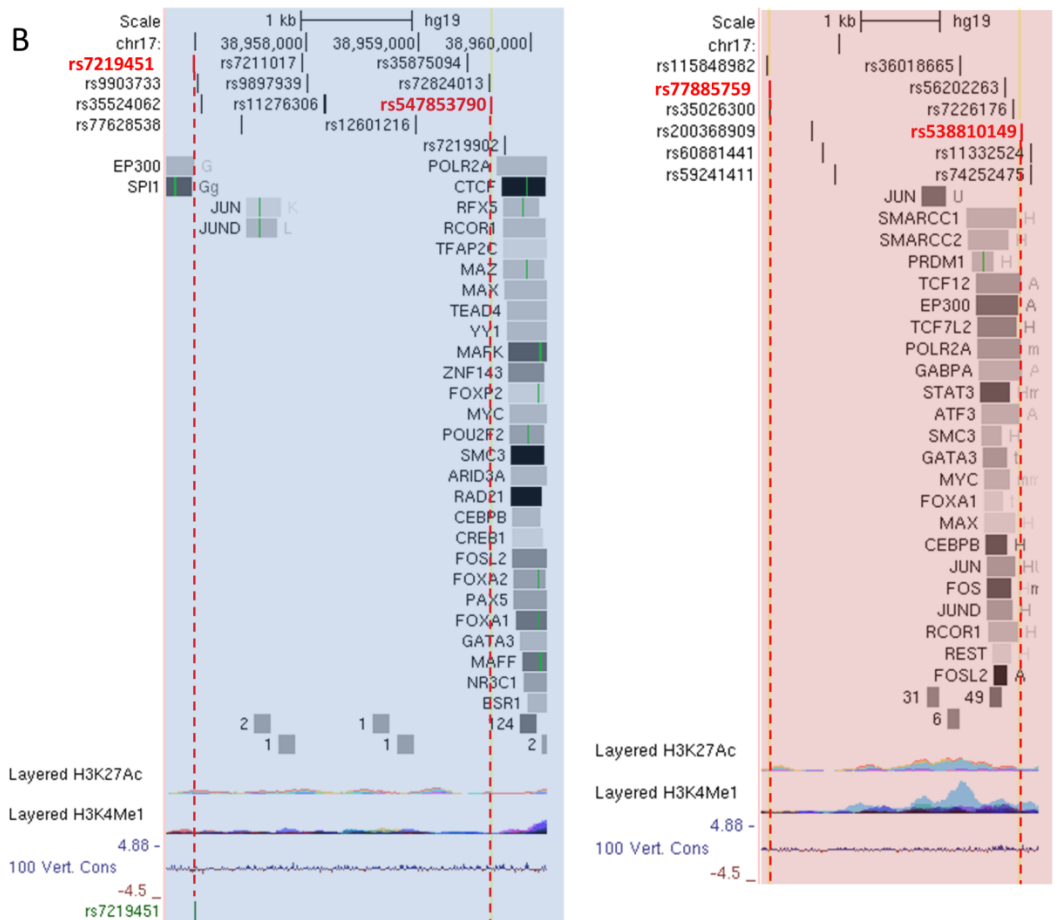 B
Scale 1 kb hg19
chr17: 38,958,000 38,959,000 38,960,000
rs7219451 rs7211017 rs35875094
rs9903733 rs9897939 rs72824013
rs35524062 rs11276306 rs547853790
rs77628538 rs12601216
rs7219902
EP300 G POLR2A
SPI1 Gg CTCF
JUN K RFX5
JUND L RCOR1
TFAP2C
MAZ
MAX
TEAD4
YY1
MAFK
ZNF143
FOXP2
MYC
POU2F2
SMC3
ARID3A
RAD21
CEBPB
CREB1
FOSL2
FOXA2
PAX5
FOXA1
GATA3
MAFF
NR3C1
ESR1
2 1 124
1 1 2
Layered H3K27Ac
Layered H3K4Me1
4.88 -
100 Vert. Cons
-4.5 _
rs7219451
Scale 1 kb hg19
chr17:
rs115848982 rs36018665
rs77885759 rs56202263
rs35026300 rs7226176
rs200368909 rs538810149
rs60881441 rs11332524
rs59241411 rs74252475
JUN U
SMARCC1 H
SMARCC2 H
PRDM1 H
TCF12 A
EP300 A
TCF7L2 H
POLR2A m
GABPA A
STAT3 Hm
ATF3 A
SMC3 H
GATA3 t
MYC
FOXA1 t
MAX H
CEBPB H
JUN
FOS m
JUND H
RCOR1 H
REST H
FOSL2 A
31 49
6
Layered H3K27Ac
Layered H3K4Me1
4.88 -
100 Vert. Cons
-4.5 _